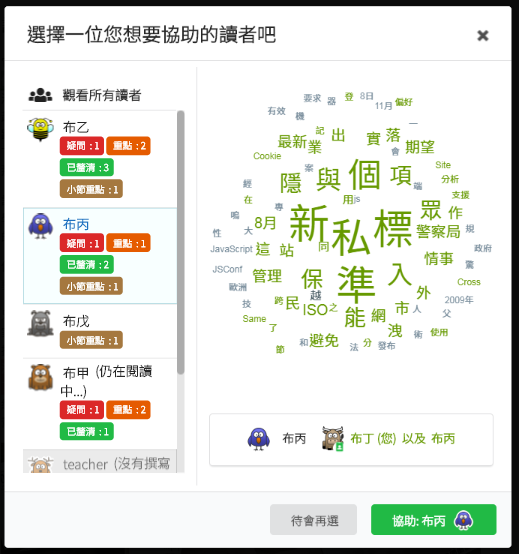 選擇一位您想要協助的讀者吧
觀看所有讀者
布乙
疑問 : 1 重點 : 2
已釐清 : 3
小節重點 : 1
布丙
疑問 : 1 重點 : 1
已釐清 : 2
小節重點 : 1
布戊
小節重點 : 1
布甲 (仍在閱讀
中...)
疑問 : 1 重點 : 2
已釐清 : 1
teacher (沒有撰寫
要求 器 登 8日
11月 偏好
有效 機
記 出 實 落 一
最新 業 期望
Cookie 會
案 Site
隱 與 個 項 端 分析
經 在 用 js 支援
專 眾 作
鳴 8月 新 私 標
性 大 警察局 規
JavaScript 這 站 同 政府
情事 驚
JSConf 管理 保 準 入
歐洲 Cross
越 外
技 跨 民 之 2009年
ISO 市 人
Same 能 網 父
了 洩 術 使用
節 和 避免 法 分 發布
布丙 布丁 (您) 以及 布丙
待會再選 協助: 布丙